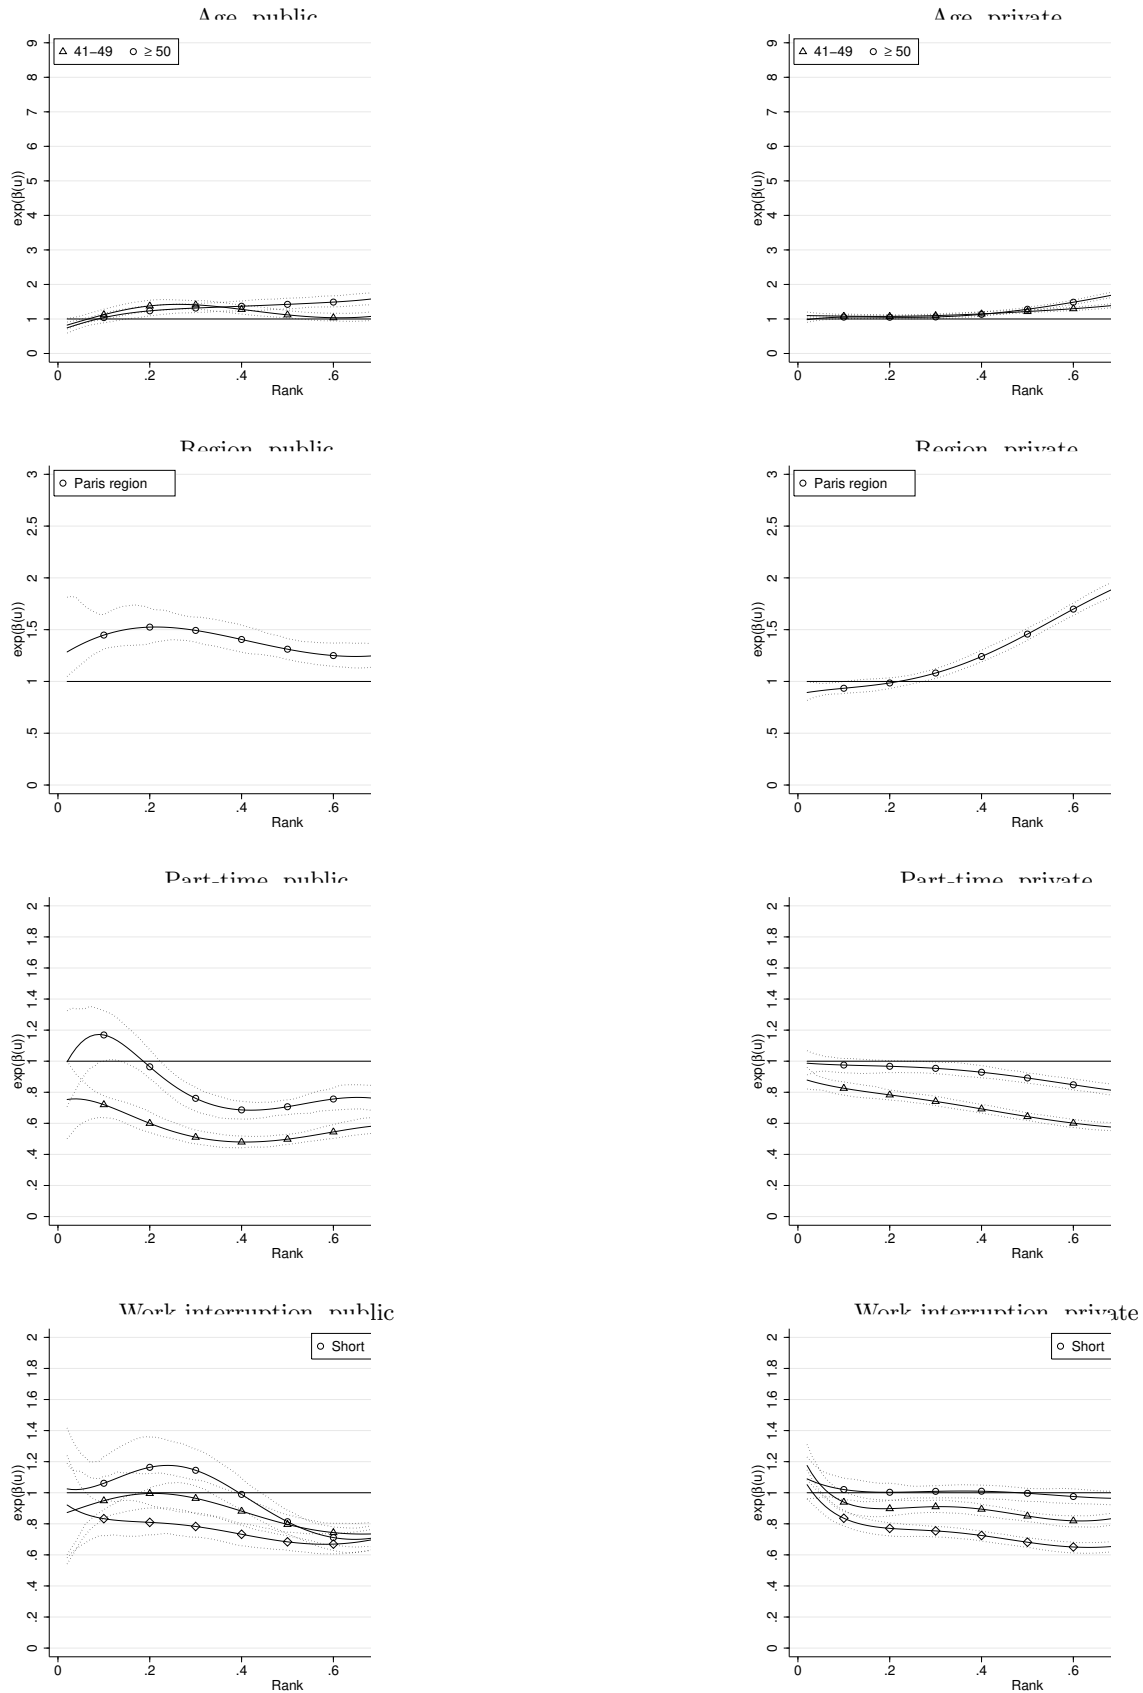 Age, public
Age, private
41−49 ≥ 50
41−49 ≥ 50
exp(β(u))
0 1 2 3 4 5 6 7 8 9
0 .2 .4 .6
Rank
exp(β(u))
0 1 2 3 4 5 6 7 8 9
0 .2 .4 .6
Rank
Region, public
Region, private
Paris region
Paris region
exp(β(u))
0 .5 1 1.5 2 2.5 3
0 .2 .4 .6
Rank
exp(β(u))
0 .5 1 1.5 2 2.5 3
0 .2 .4 .6
Rank
Part-time, public
Part-time, private
exp(β(u))
0 .2 .4 .6 .8 1 1.2 1.4 1.6 1.8 2
0 .2 .4 .6
Rank
exp(β(u))
0 .2 .4 .6 .8 1 1.2 1.4 1.6 1.8 2
0 .2 .4 .6
Rank
Work interruption, public
Work interruption, private
Short
Short
exp(β(u))
0 .2 .4 .6 .8 1 1.2 1.4 1.6 1.8 2
0 .2 .4 .6
Rank
exp(β(u))
0 .2 .4 .6 .8 1 1.2 1.4 1.6 1.8 2
0 .2 .4 .6
Rank